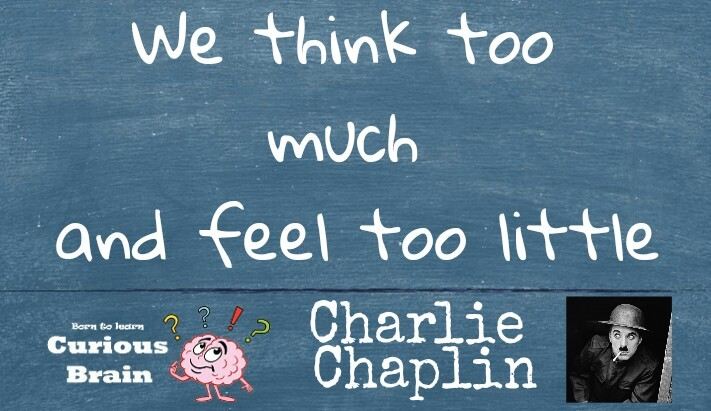 We think too
much
and feel too little
Born to learn
Curious
Brain
Charlie
Chaplin